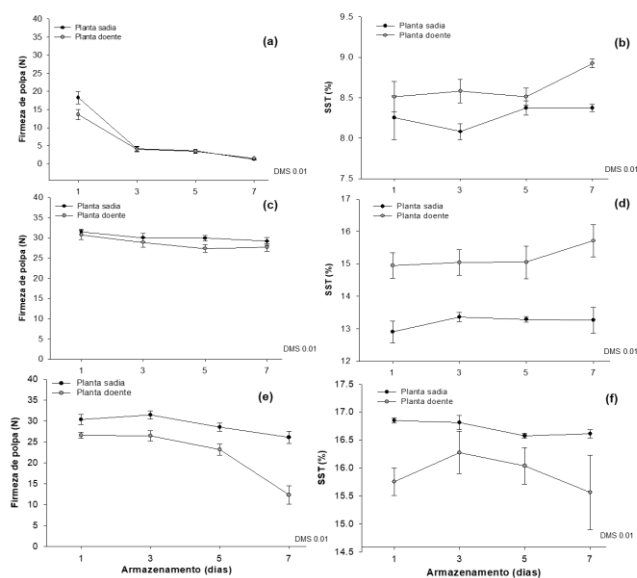 (a)
Planta sadia
Planta doente
Firmeza de polpa (N)
40
35
30
25
20
15
10
5
0
1 3 5 7
DMS 0.01
(b)
Planta sadia
Planta doente
SST (%)
9.5
9.0
8.5
8.0
7.5
1 3 5 7
DMS 0.01
(c)
Firmeza de polpa (N)
40
35
30
25
20
15
10
5
0
1 3 5 7
DMS 0.01
(d)
Planta sadia
Planta doente
SST (%)
17
16
15
14
13
12
1 3 5 7
DMS 0.01
(e)
Planta sadia
Planta doente
Firmeza de polpa (N)
40
35
30
25
20
15
10
5
0
1 3 5 7
Armazenamento (dias)
DMS 0.01
(f)
Planta sadia
Planta doente
SST (%)
17.5
17.0
16.5
16.0
15.5
15.0
14.5
1 3 5 7
Armazenamento (dias)
DMS 0.01